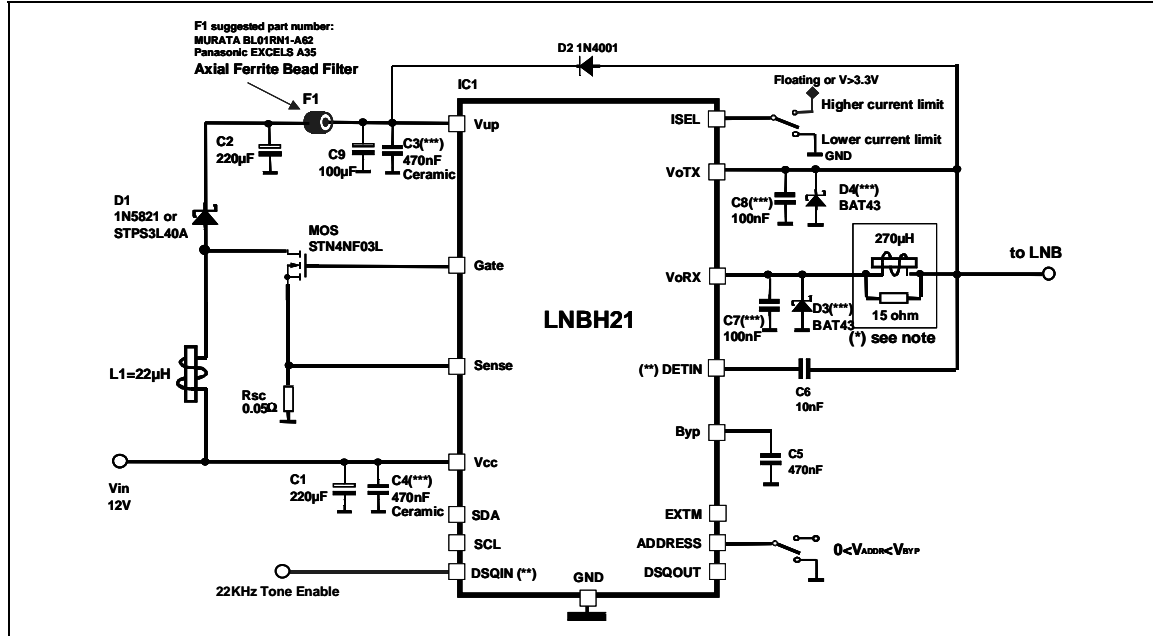 F1 suggested part number:
MURATA BL01RN1-A62
Panasonic EXCELS A35
Axial Ferrite Bead Filter
F1
D2 1N4001
IC1
Floating or V>3.3V
Higher current limit
Lower current limit
GND
C2
220µF
C9
100µF
C3(***)
470nF
Ceramic
Vup
ISEL
VoTX
C8(***)
100nF
D4(***)
BAT43
D1
1N5821 or
STPS3L40A
MOS
STN4NF03L
Gate
VoRX
270µH
15 ohm
(*) see note
to LNB
C7(***)
100nF
D3(***)
BAT43
LNBH21
L1=22µH
Sense
Rsc
0.05Ω
(**) DETIN
C6
10nF
Byp
C5
470nF
Vin
12V
C1
220µF
C4(***)
470nF
Ceramic
Vcc
SDA
SCL
DSQIN (**)
22KHz Tone Enable
GND
EXTM
ADDRESS
DSQOUT
0<VADDR<VBYP